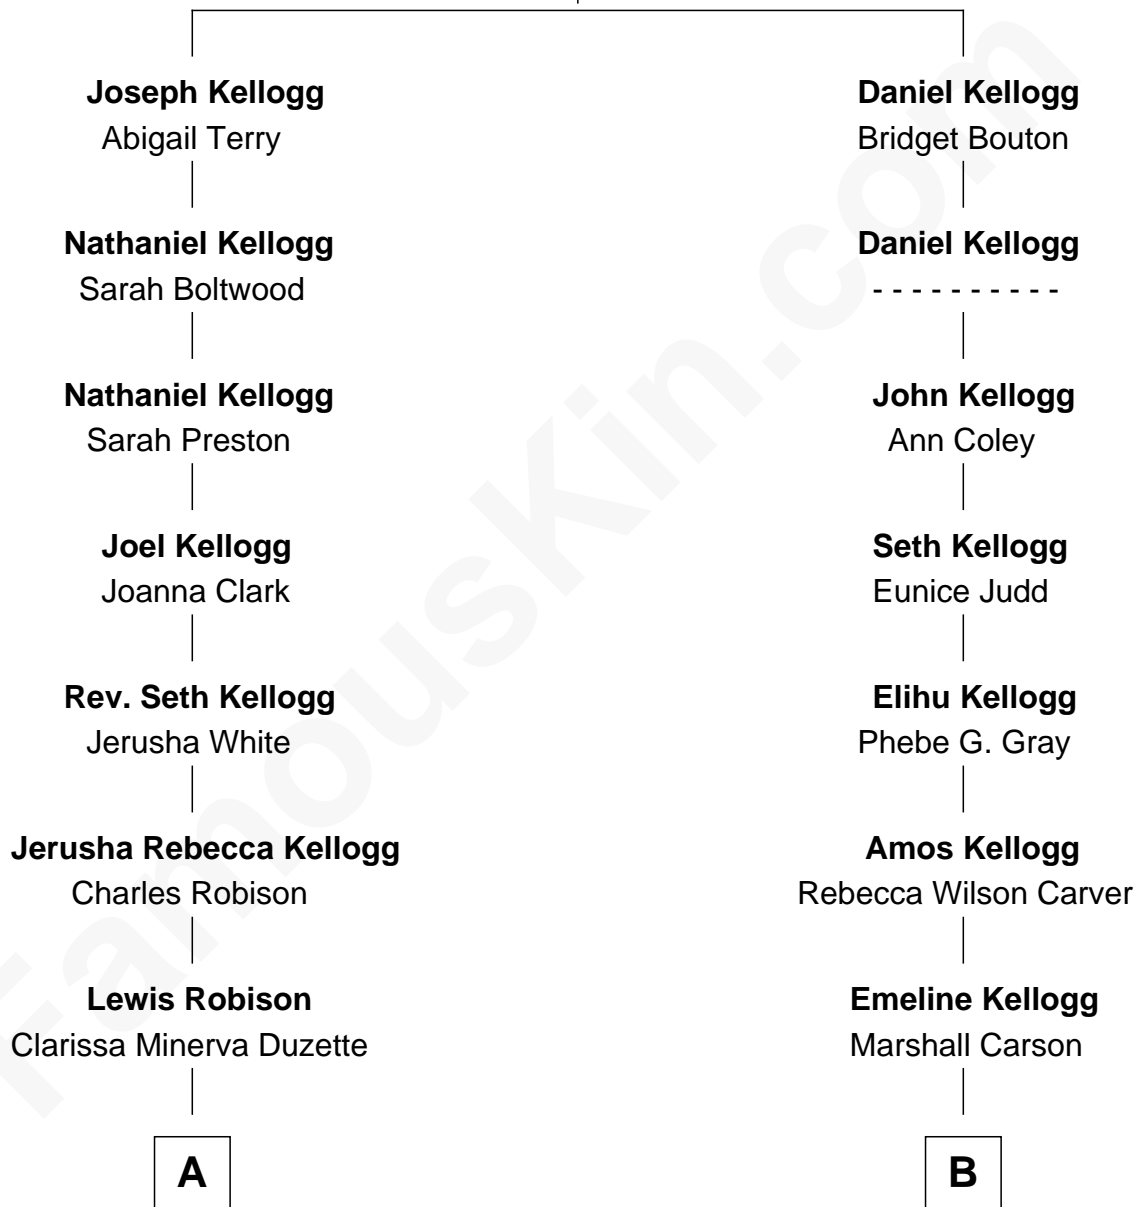 Joseph Kellogg
Abigail Terry
Nathaniel Kellogg
Sarah Boltwood
Nathaniel Kellogg
Sarah Preston
Joel Kellogg
Joanna Clark
Rev. Seth Kellogg
Jerusha White
Jerusha Rebecca Kellogg
Charles Robison
Lewis Robison
Clarissa Minerva Duzette
A
Daniel Kellogg
Bridget Bouton
Daniel Kellogg
- - - - - - - - - -
John Kellogg
Ann Coley
Seth Kellogg
Eunice Judd
Elihu Kellogg
Phebe G. Gray
Amos Kellogg
Rebecca Wilson Carver
Emeline Kellogg
Marshall Carson
B
FamousKin.com